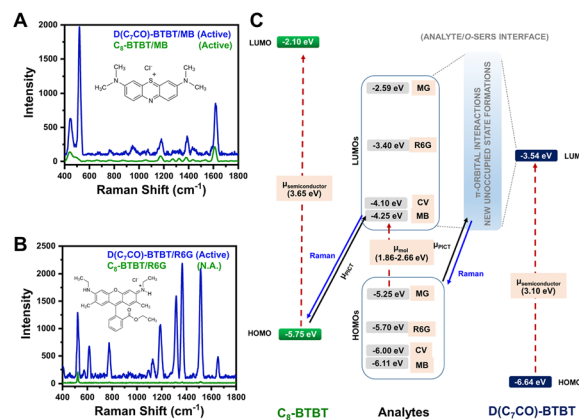 A
D(C₇CO)-BTBT/MB (Active)
C₈-BTBT/MB (Active)
Cl⁻
CH₃
CH₃
H₃C
N
S
+
N
N
CH₃
Intensity
2000
1500
1000
500
0
400 600 800 1000 1200 1400 1600 1800
Raman Shift (cm⁻¹)
B
D(C₇CO)-BTBT/R6G (Active)
C₈-BTBT/R6G (N.A.)
Intensity
2500
2000
1500
1000
500
0
400 600 800 1000 1200 1400 1600 1800
Raman Shift (cm⁻¹)
C
(ANALYTE/O-SERS INTERFACE)
LUMO
-2.10 eV
μsemiconductor
(3.65 eV)
HOMO
-5.75 eV
C₈-BTBT
LUMOs
-2.59 eV MG
-3.40 eV R6G
-4.10 eV CV
-4.25 eV MB
Raman
μPICT
μmol
(1.86-2.66 eV)
HOMOs
-5.25 eV MG
-5.70 eV R6G
-6.00 eV CV
-6.11 eV MB
Analytes
π-ORBITAL INTERACTIONS
NEW UNOCCUPIED STATE FORMATIONS
μPICT
Raman
-3.54 eV
LUM
μsemiconductor
(3.10 eV)
-6.64 eV
HOM
D(C₇CO)-BTBT